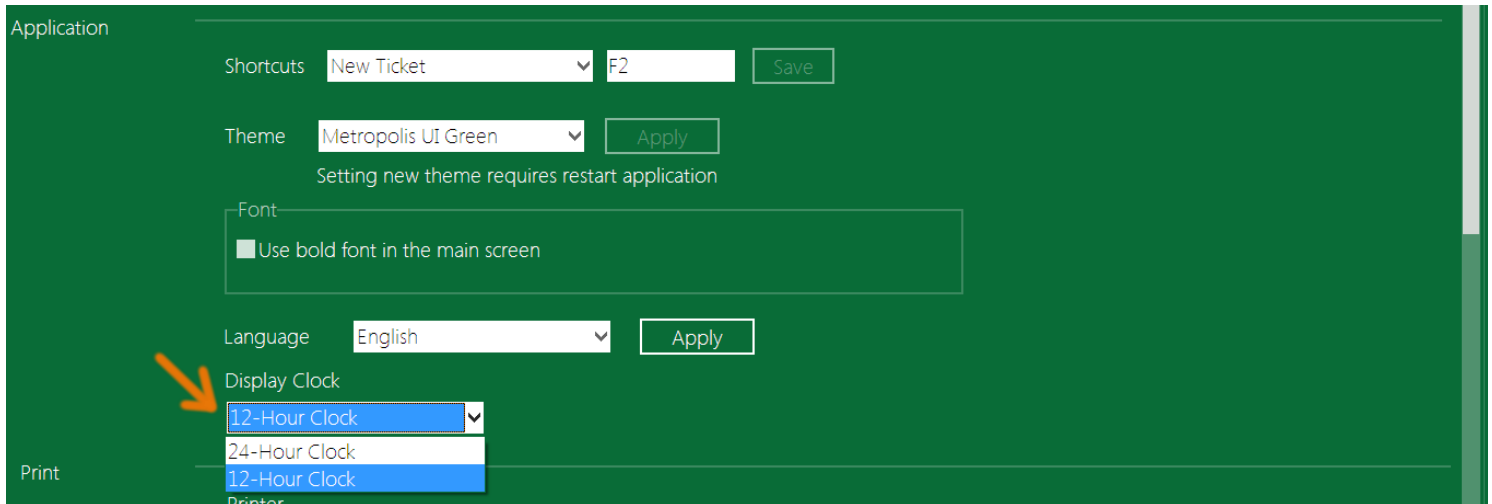 Application
Shortcuts New Ticket F2 Save
Theme Metropolis UI Green Apply
Setting new theme requires restart application
Font
Use bold font in the main screen
Language English Apply
Display Clock
12-Hour Clock
24-Hour Clock
Print
12-Hour Clock
Printer